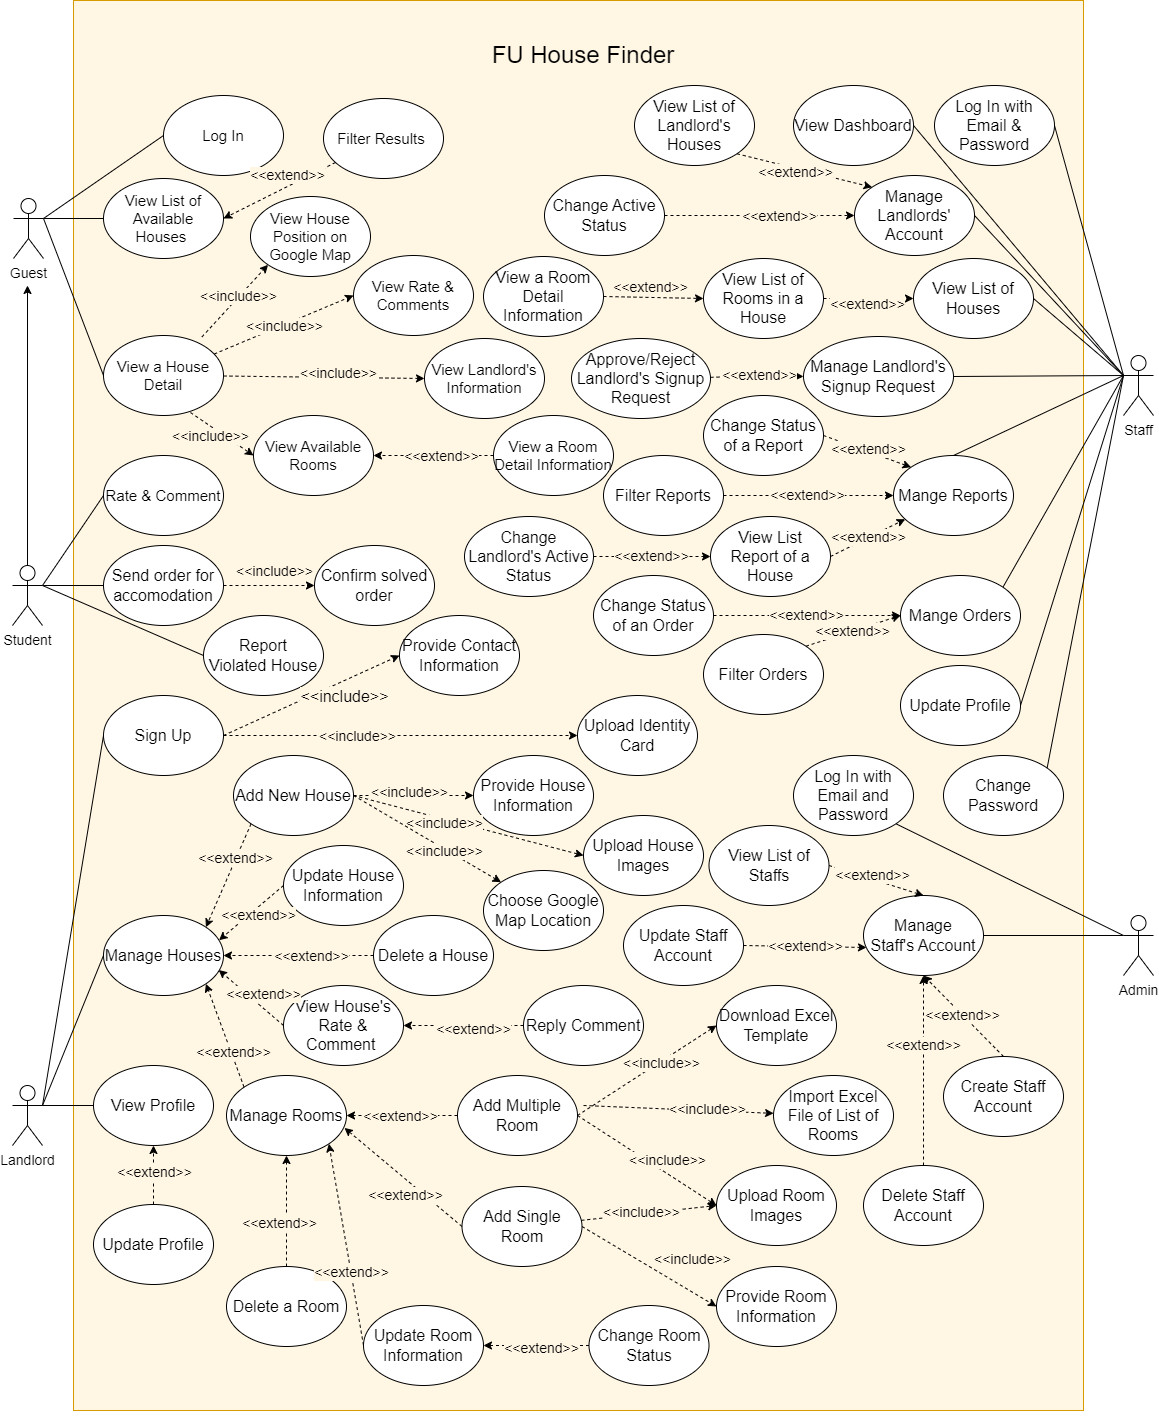 FU House Finder
Log In
Filter Results
<<extend>>
View List of
Available
Houses
Guest
View House
Position on
Google Map
<<include>>
View Rate &
Comments
<<include>>
View a House
Detail
<<include>>
View Landlord's
Information
<<include>>
View Available
Rooms
<<extend>>
View a Room
Detail Information
View List of
Landlord's
Houses
View Dashboard
Log In with
Email &
Password
<<extend>>
Change Active
Status
<<extend>>
Manage
Landlords'
Account
View a Room
Detail
Information
<<extend>>
View List of
Rooms in a
House
<<extend>>
View List of
Houses
Approve/Reject
Landlord's Signup
Request
<<extend>>
Manage Landlord's
Signup Request
Staff
Change Status
of a Report
<<extend>>
Filter Reports
<<extend>>
Mange Reports
Change
Landlord's Active
Status
<<extend>>
View List
Report of a
House
<<extend>>
Rate & Comment
Send order for
accomodation
<<include>>
Confirm solved
order
Student
Report
Violated House
Provide Contact
Information
<<include>>
Change Status
of an Order
<<extend>>
<<extend>>
Mange Orders
Filter Orders
Update Profile
Sign Up
<<include>>
Upload Identity
Card
Log In with
Email and
Password
Change
Password
Add New House
<<include>>
Provide House
Information
<<include>>
<<include>>
Upload House
Images
Choose Google
Map Location
<<extend>>
Update House
Information
<<extend>>
Manage Houses
<<extend>>
Delete a House
<<extend>>
View House's
Rate &
Comment
<<extend>>
Reply Comment
<<extend>>
View List of
Staffs
<<extend>>
Update Staff
Account
<<extend>>
Manage
Staff's Account
Admin
<<extend>>
<<extend>>
Create Staff
Account
Delete Staff
Account
Landlord
View Profile
<<extend>>
Update Profile
Manage Rooms
<<extend>>
Add Multiple
Room
<<include>>
Download Excel
Template
<<include>>
Import Excel
File of List of
Rooms
<<include>>
Upload Room
Images
<<extend>>
Add Single
Room
<<include>>
<<include>>
Provide Room
Information
<<extend>>
Delete a Room
<<extend>>
Update Room
Information
<<extend>>
Change Room
Status